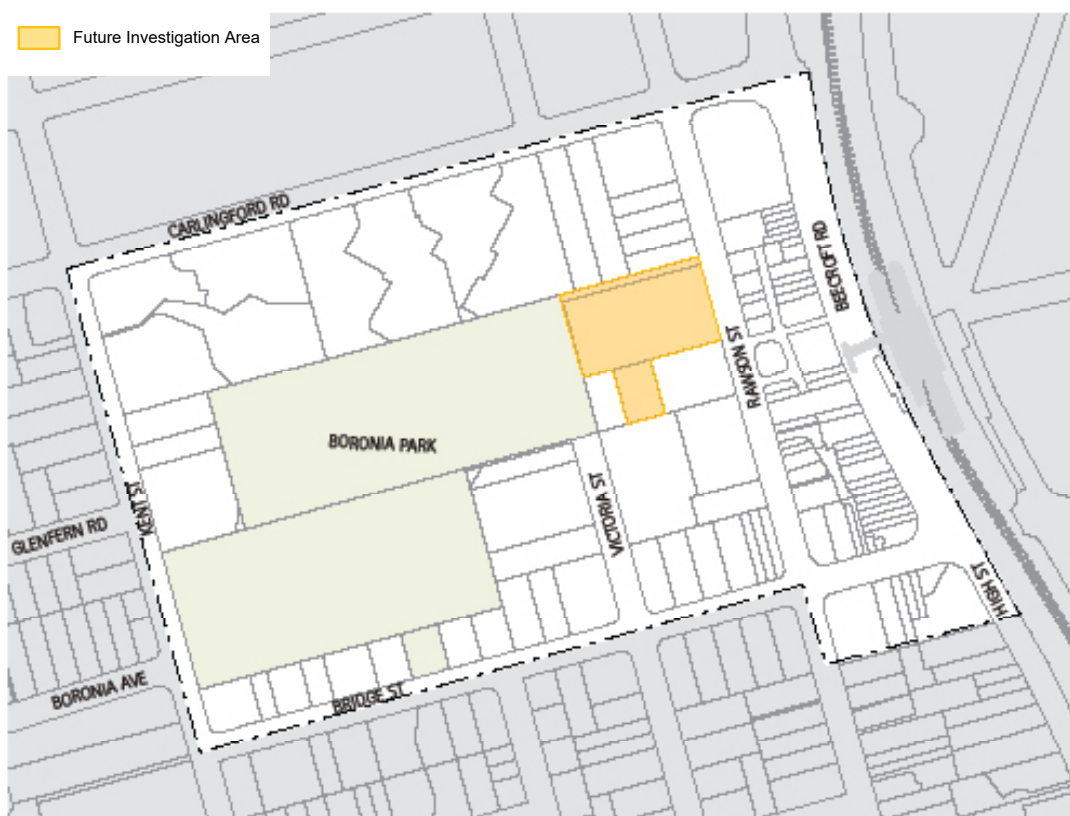 Future Investigation Area
CARLINGFORD RD
BEECROFT RD
RAWSON ST
BORONIA PARK
KENT ST
VICTORIA ST
GLENFERN RD
HIGH ST
BORONIA AVE
BRIDGE ST